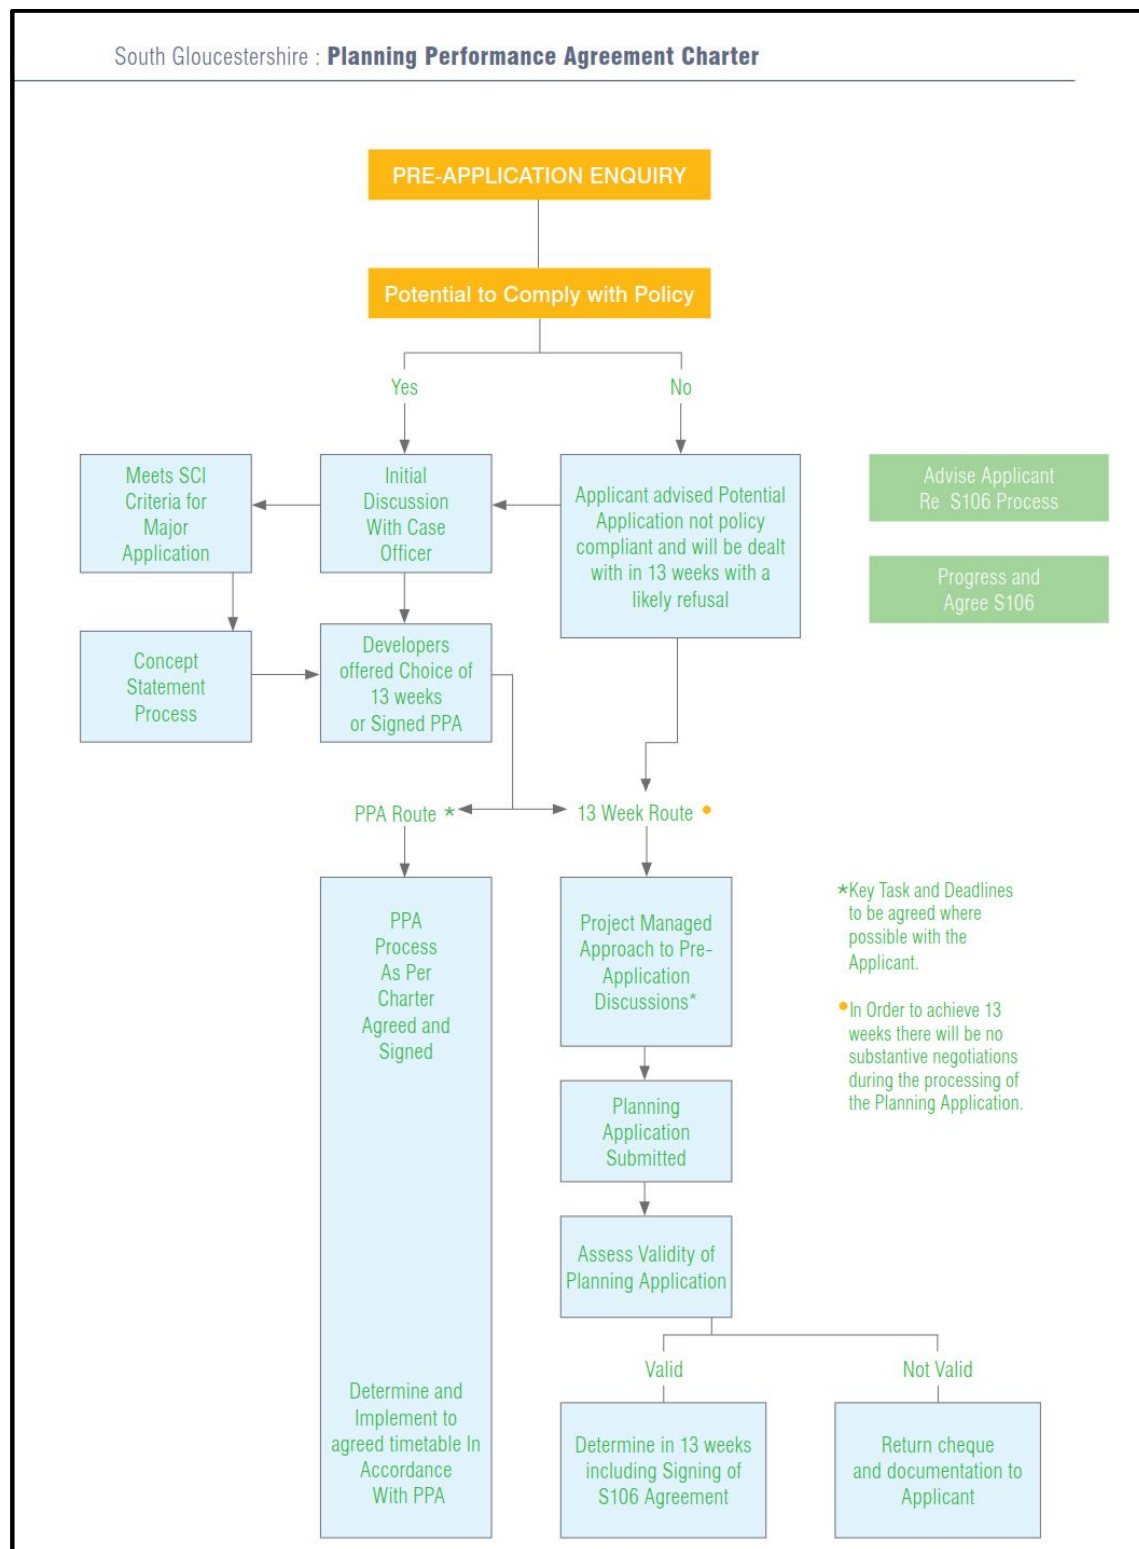 South Gloucestershire : Planning Performance Agreement Charter
PRE-APPLICATION ENQUIRY
Potential to Comply with Policy
Yes
No
Meets SCI
Criteria for
Major
Application
Initial
Discussion
With Case
Officer
Applicant advised Potential
Application not policy
compliant and will be dealt
with in 13 weeks with a
likely refusal
Advise Applicant
Re S106 Process
Progress and
Agree S106
Concept
Statement
Process
Developers
offered Choice of
13 weeks
or Signed PPA
PPA Route *
13 Week Route •
PPA
Process
As Per
Charter
Agreed and
Signed
Determine and
Implement to
agreed timetable In
Accordance
With PPA
Project Managed
Approach to Pre-
Application
Discussions*
Planning
Application
Submitted
Assess Validity of
Planning Application
Valid
Not Valid
Determine in 13 weeks
including Signing of
S106 Agreement
Return cheque
and documentation to
Applicant
*Key Task and Deadlines
to be agreed where
possible with the
Applicant.
•In Order to achieve 13
weeks there will be no
substantive negotiations
during the processing of
the Planning Application.